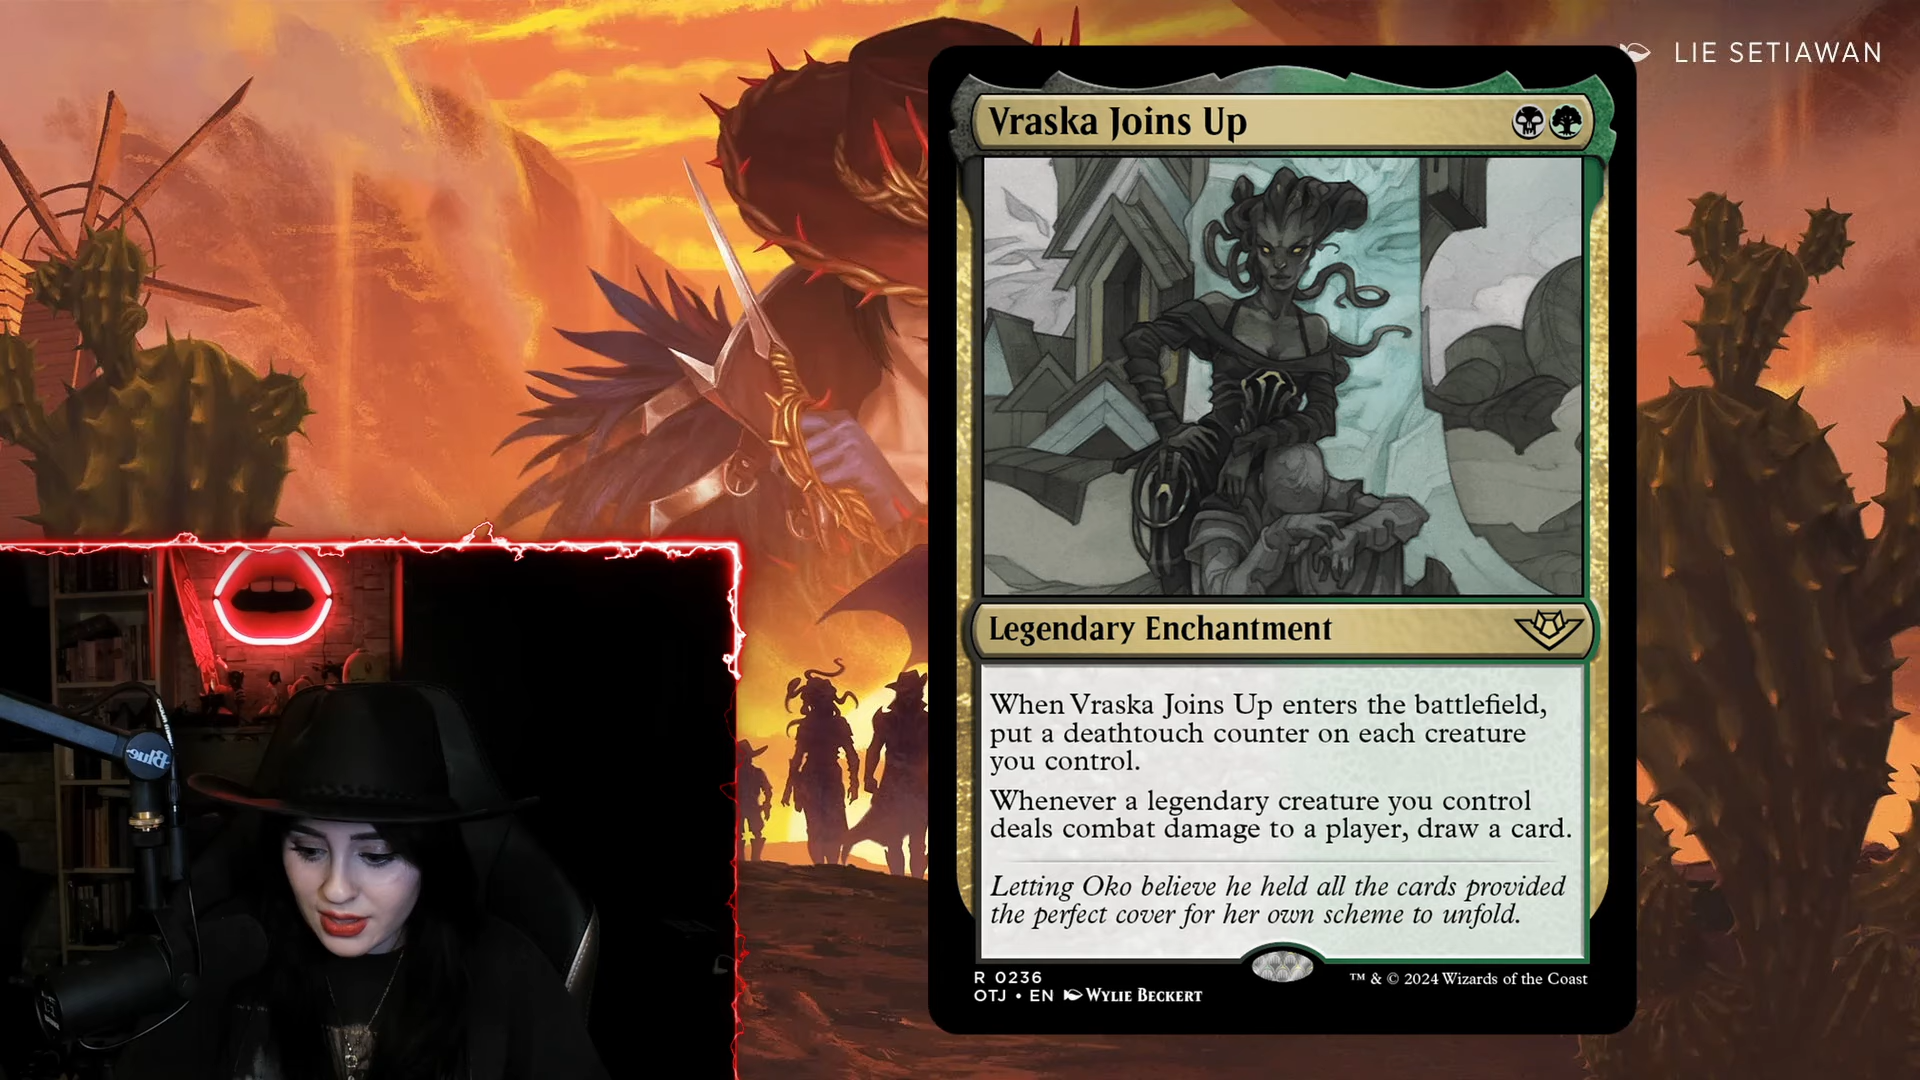 LIE SETIAWAN
Vraska Joins Up
Legendary Enchantment
When Vraska Joins Up enters the battlefield,
put a deathtouch counter on each creature
you control.
Whenever a legendary creature you control
deals combat damage to a player, draw a card.
Letting Oko believe he held all the cards provided
the perfect cover for her own scheme to unfold.
R 0236
OTJ • EN WYLIE BECKERT
™ & © 2024 Wizards of the Coast
Blue